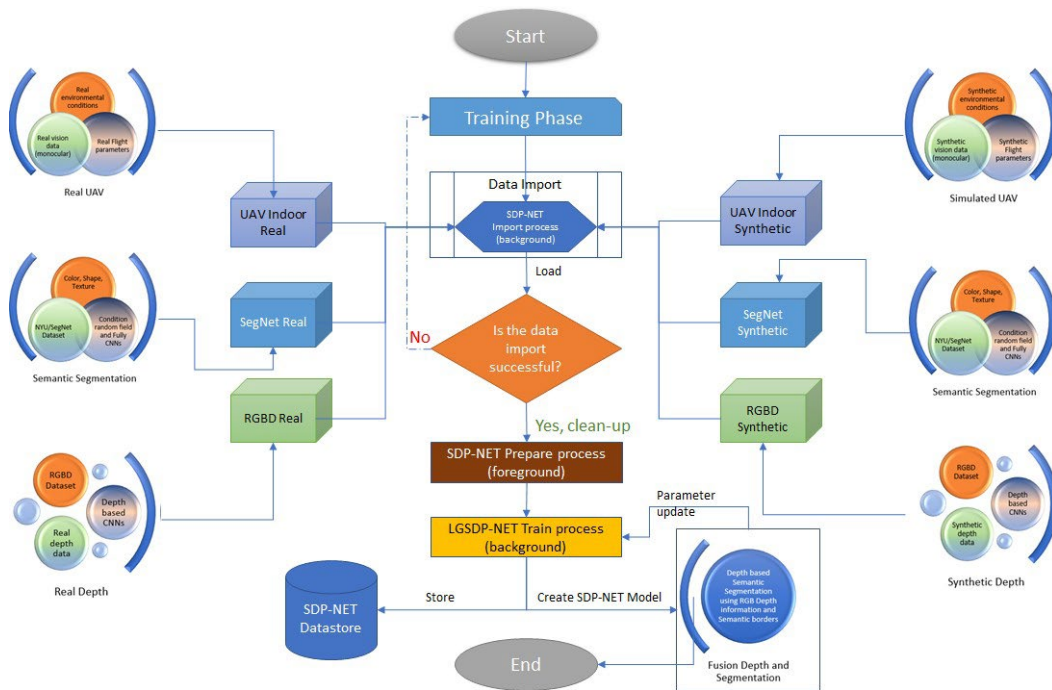 Start
Training Phase
Data Import
SDP-NET
Import process
(background)
Load
Is the data
import
successful?
No
Yes, clean-up
SDP-NET Prepare process
(foreground)
LGSDP-NET Train process
(background)
Parameter
update
Store
Create SDP-NET Model
SDP-NET
Datastore
End
Real
environmental
conditions
Real vision
data
(monocular)
Real Flight
parameters
Real UAV
UAV Indoor
Real
Color, Shape,
Texture
NYU/SegNet
Dataset
Condition
random field
and Fully
CNNs
Semantic Segmentation
SegNet Real
RGBD Real
RGBD
Dataset
Depth
based
CNNs
Real
depth
data
Real Depth
Synthetic
environmental
conditions
Synthetic
vision data
(monocular)
Synthetic
Flight
parameters
Simulated UAV
UAV Indoor
Synthetic
Color, Shape,
Texture
NYU/SegNet
Dataset
Condition
random field
and Fully
CNNs
Semantic Segmentation
SegNet
Synthetic
RGBD
Synthetic
RGBD
Dataset
Depth
based
CNNs
Synthetic
depth
data
Synthetic Depth
Depth based
Semantic
Segmentation
using RGB Depth
information and
Semantic borders
Fusion Depth and
Segmentation